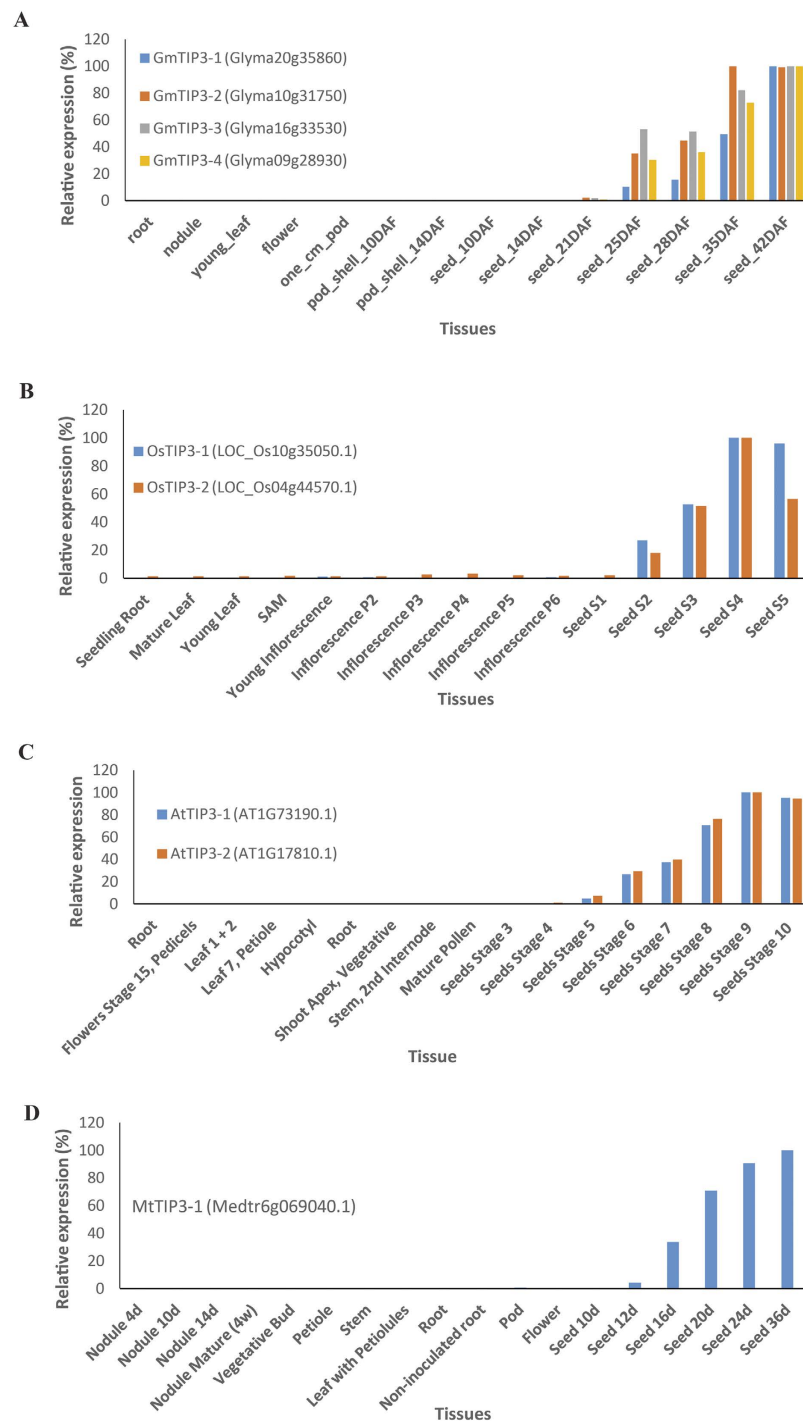 A
Relative expression (%)
120
100
80
60
40
20
0
GmTIP3-1 (Glyma20g35860)
GmTIP3-2 (Glyma10g31750)
GmTIP3-3 (Glyma16g33530)
GmTIP3-4 (Glyma09g28930)
root
nodule
young_leaf
flower
one_cm_pod
pod_shell_10DAF
pod_shell_14DAF
seed_10DAF
seed_14DAF
seed_21DAF
seed_25DAF
seed_28DAF
seed_35DAF
seed_42DAF
Tissues
B
Relative expression (%)
120
100
80
60
40
20
0
OsTIP3-1 (LOC_Os10g35050.1)
OsTIP3-2 (LOC_Os04g44570.1)
Seedling Root
Mature Leaf
Young Leaf
SAM
Young Inflorescence
Inflorescence P2
Inflorescence P3
Inflorescence P4
Inflorescence P5
Inflorescence P6
Seed S1
Seed S2
Seed S3
Seed S4
Seed S5
Tissues
C
Relative expression
120
100
80
60
40
20
0
AtTIP3-1 (AT1G73190.1)
AtTIP3-2 (AT1G17810.1)
Root
Flowers Stage 15, Pedicels
Leaf 1 + 2
Leaf 7, Petiole
Hypocotyl
Root
Shoot Apex, Vegetative
Stem, 2nd Internode
Mature Pollen
Seeds Stage 3
Seeds Stage 4
Seeds Stage 5
Seeds Stage 6
Seeds Stage 7
Seeds Stage 8
Seeds Stage 9
Seeds Stage 10
Tissue
D
Relative expression (%)
120
100
80
60
40
20
0
MtTIP3-1 (Medtr6g069040.1)
Nodule 4d
Nodule 10d
Nodule 14d
Nodule Mature (4w)
Vegetative Bud
Petiole
Stem
Leaf with Petiolules
Root
Non-inoculated root
Pod
Flower
Seed 10d
Seed 12d
Seed 16d
Seed 20d
Seed 24d
Seed 36d
Tissues